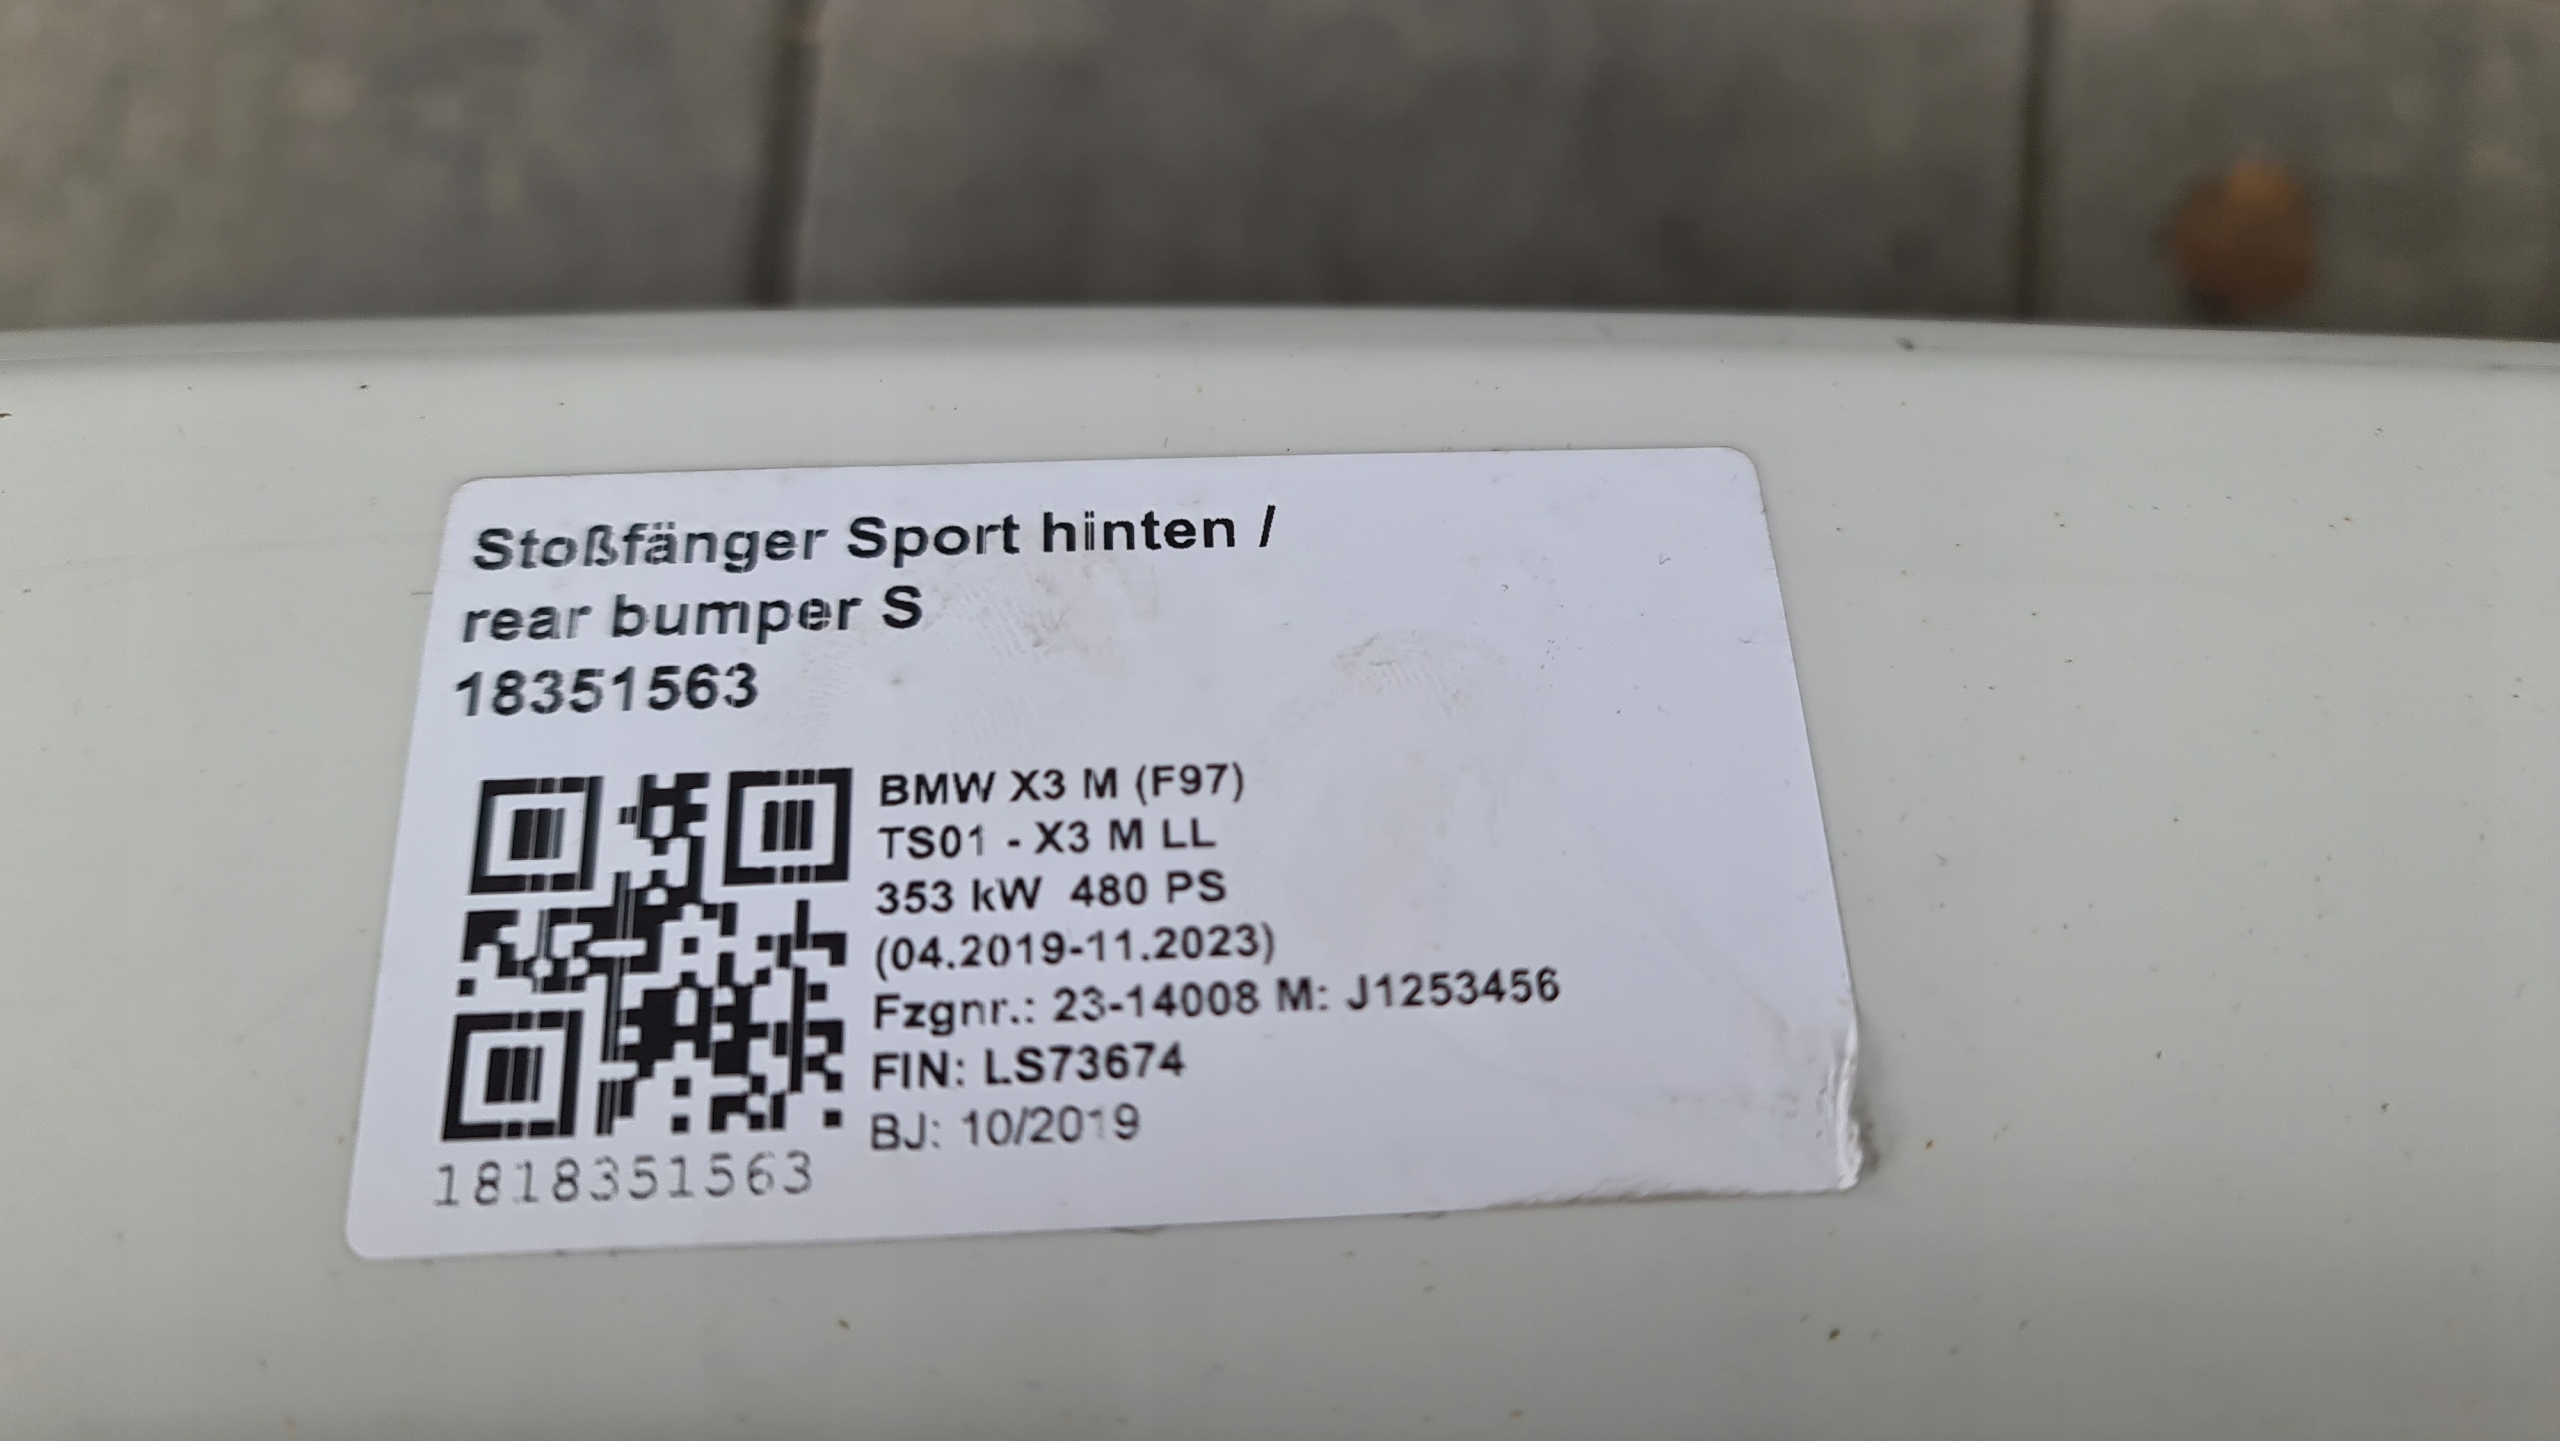 Stoßfänger Sport hinten /
rear bumper S
18351563
BMW X3 M (F97)
TS01 - X3 M LL
353 kW 480 PS
(04.2019-11.2023)
Fzgnr.: 23-14008 M: J1253456
FIN: LS73674
BJ: 10/2019
1818351563